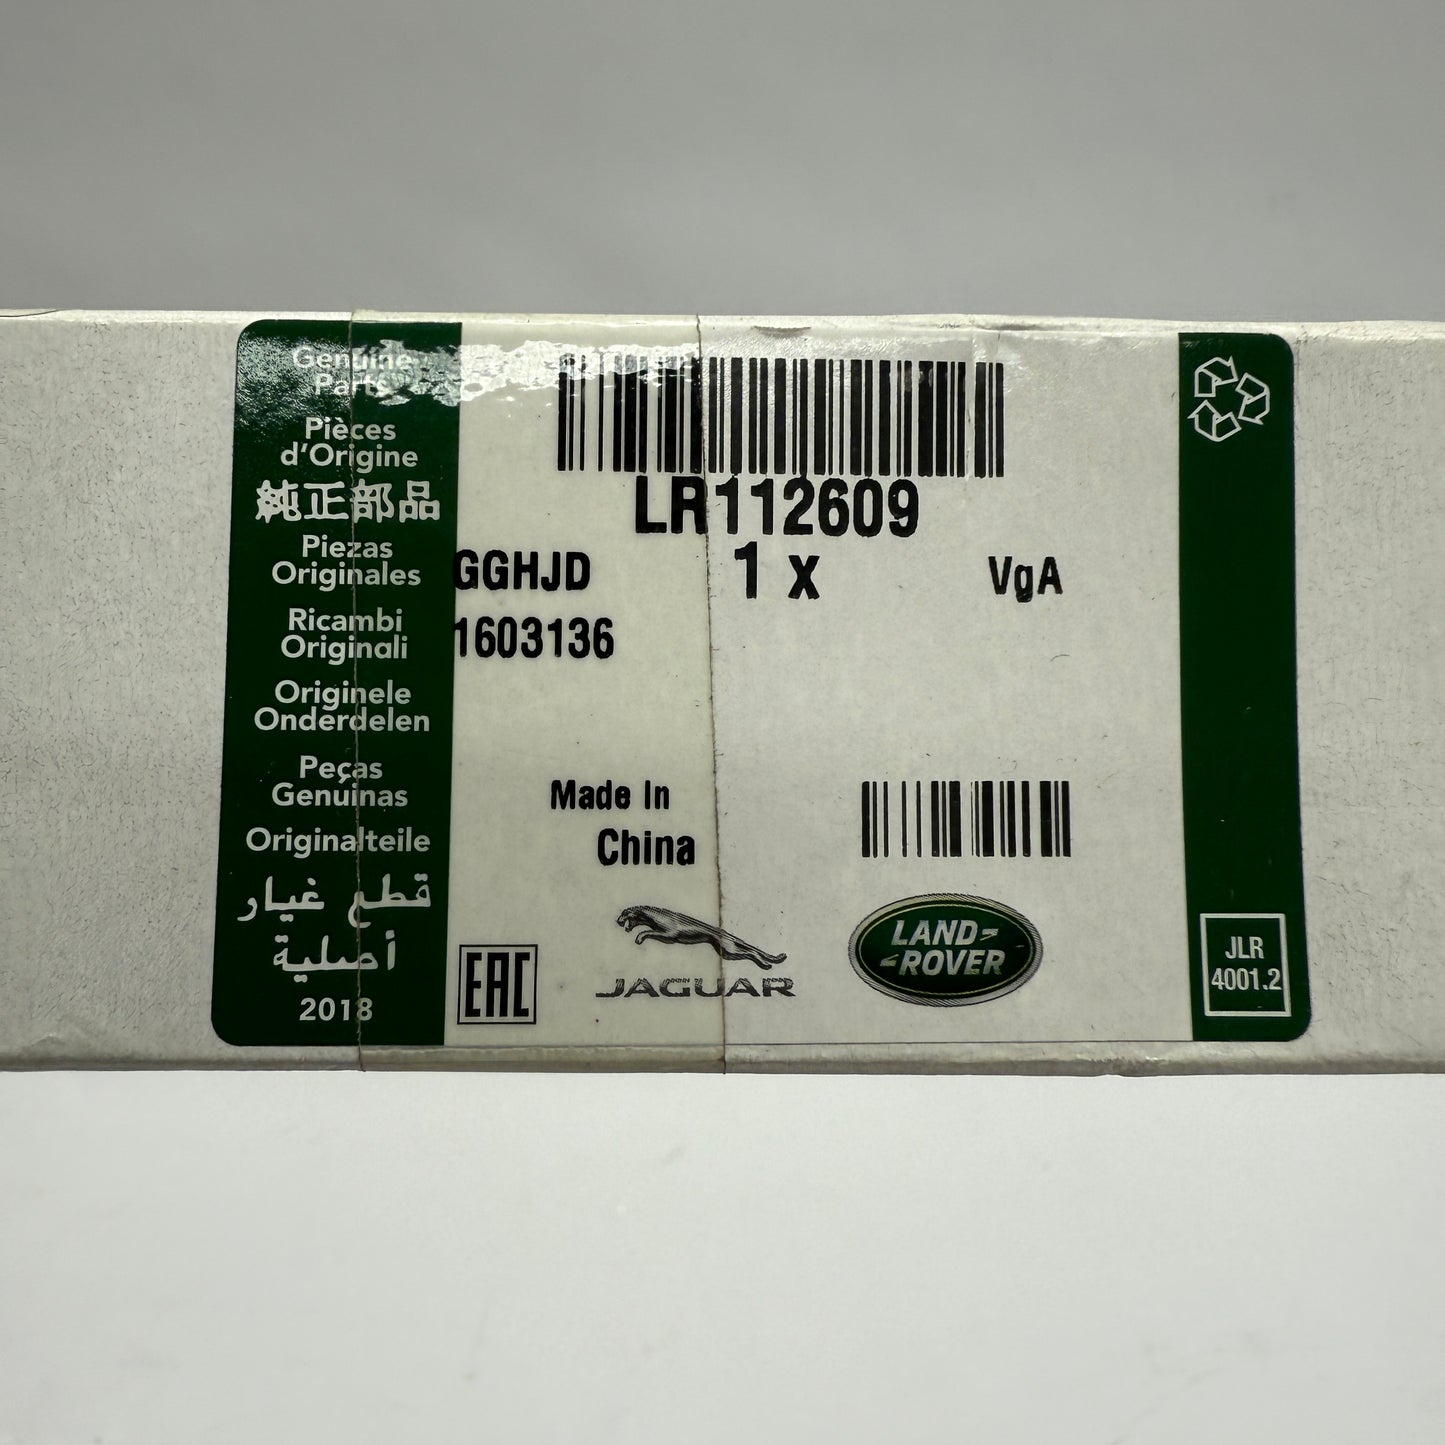 Genuine
Parts
Pièces
d'Origine
純正部品
Piezas
Originales
Ricambi
Originali
Originele
Onderdelen
Peças
Genuinas
Originalteile
قطع غيار
أصلية
2018
LR112609
GGHJD
1 x
VgA
1603136
Made In
China
EAC
JAGUAR
LAND-
-ROVER
JLR
4001.2